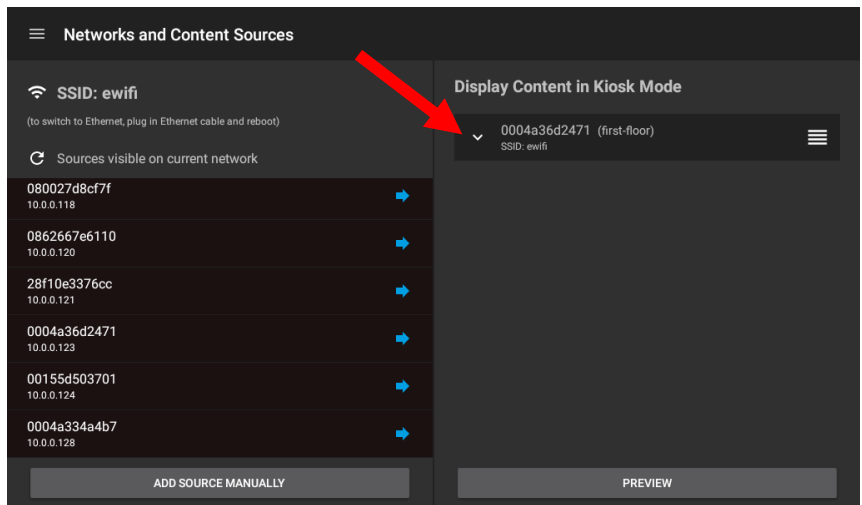 Networks and Content Sources
SSID: ewifi
(to switch to Ethernet, plug in Ethernet cable and reboot)
Sources visible on current network
080027d8cf7f
10.0.0.118
0862667e6110
10.0.0.120
28f10e3376cc
10.0.0.121
0004a36d2471
10.0.0.123
00155d503701
10.0.0.124
0004a334a4b7
10.0.0.128
ADD SOURCE MANUALLY
Display Content in Kiosk Mode
0004a36d2471 (first-floor)
SSID: ewifi
PREVIEW